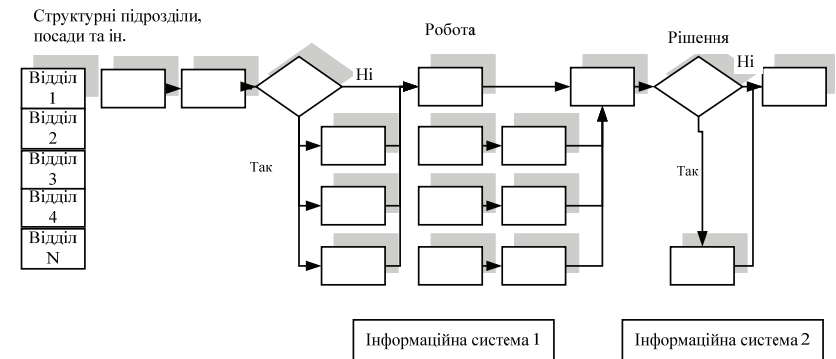 Структурні підрозділи,
посади та ін.
Робота
Рішення
Відділ
1
Відділ
2
Відділ
3
Відділ
4
Відділ
N
Ні
Так
Ні
Так
Інформаційна система 1
Інформаційна система 2